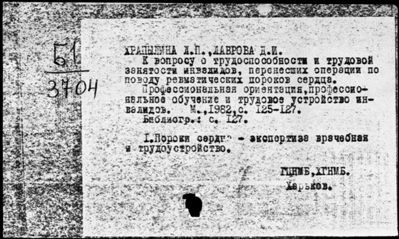 Б1
3704
ХРАПЫЛИНА Л.П., ЛАВРОВА Д.И.
К вопросу о трудоспособности и трудовой
занятости инвалидов, перенесших операции по
поводу ревматических пороков сердца.
Профессиональная ориентация, профессио-
нальное обучение и трудовое устройство ин-
валидов. М., 1982, с. 125-127.
Библиогр.: с. 127.
I. Пороки сердца - экспертиза врачебная
и трудоустройство.
ГЦНМБ, ХГНМБ.
Харьков.